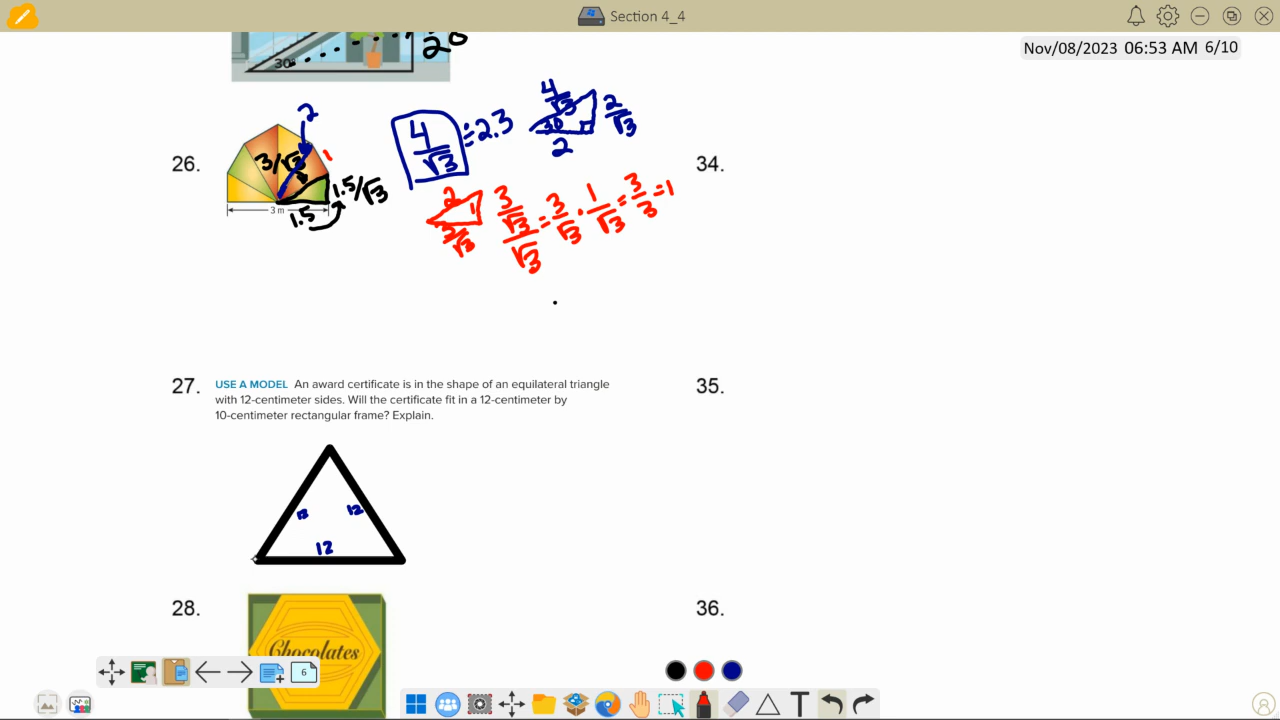 Section 4_4
Nov/08/2023 06:53 AM 6/10
30
20
26.
2
3/√3
1
1.5/√3
1.5
3 m
4/√3 ≈ 2.3
4/√3
2/√3
30
2
2
1
3/√3
3/√3/√3 = 3/√3 · 1/√3 = 3/3 = 1
34.
27.
USE A MODEL An award certificate is in the shape of an equilateral triangle
with 12-centimeter sides. Will the certificate fit in a 12-centimeter by
10-centimeter rectangular frame? Explain.
35.
12
12
12
28.
Chocolates
36.
6